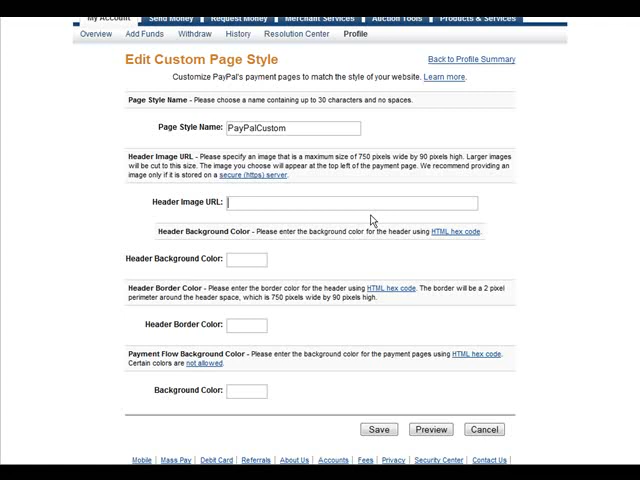 My Account Send Money Request Money Merchant Services Auction Tools Products & Services
Overview Add Funds Withdraw History Resolution Center Profile
Edit Custom Page Style Back to Profile Summary
Customize PayPal's payment pages to match the style of your website. Learn more.
Page Style Name - Please choose a name containing up to 30 characters and no spaces.
Page Style Name: PayPalCustom
Header Image URL - Please specify an image that is a maximum size of 750 pixels wide by 90 pixels high. Larger images
will be cut to this size. The image you choose will appear at the top left of the payment page. We recommend providing an
image only if it is stored on a secure (https) server.
Header Image URL:
Header Background Color - Please enter the background color for the header using HTML hex code.
Header Background Color:
Header Border Color - Please enter the border color for the header using HTML hex code. The border will be a 2 pixel
perimeter around the header space, which is 750 pixels wide by 90 pixels high.
Header Border Color:
Payment Flow Background Color - Please enter the background color for the payment pages using HTML hex code.
Certain colors are not allowed.
Background Color:
Save Preview Cancel
Mobile Mass Pay Debit Card Referrals About Us Accounts Fees Privacy Security Center Contact Us